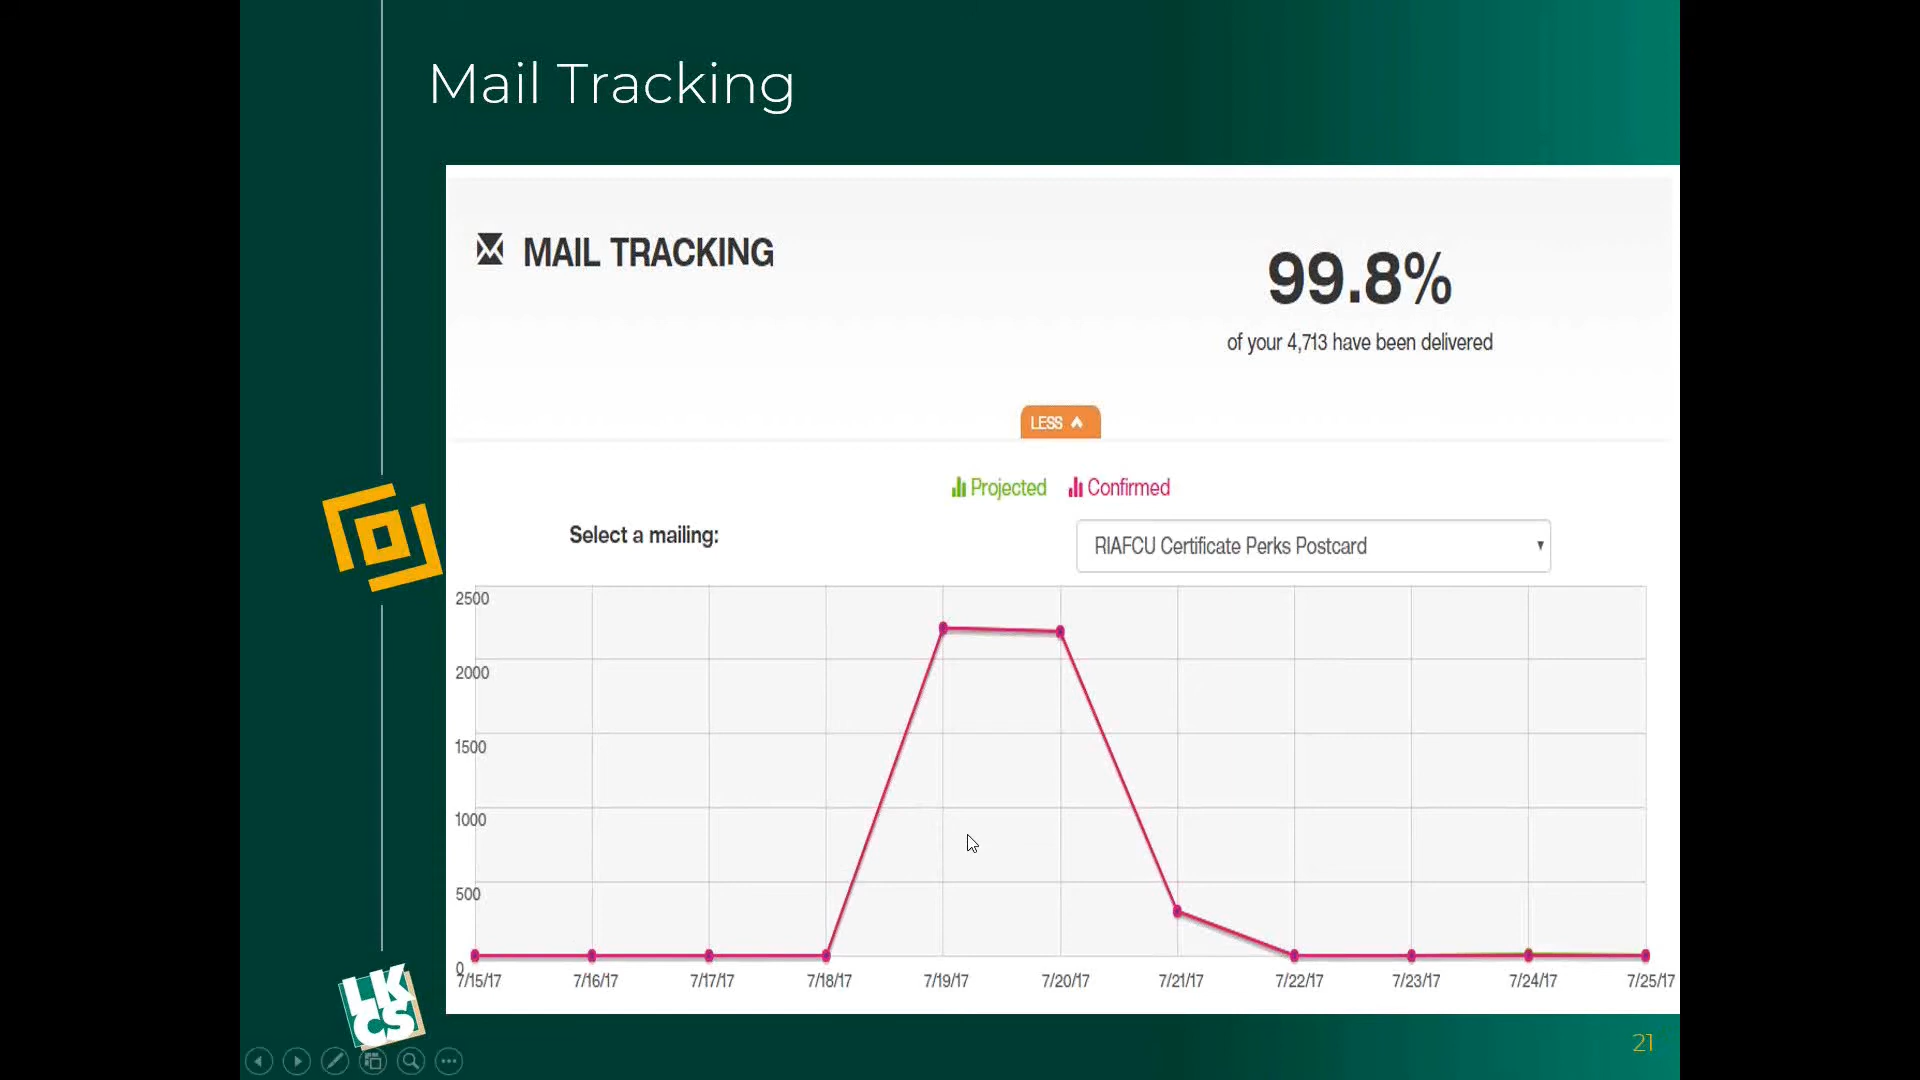 Mail Tracking
MAIL TRACKING
99.8%
of your 4,713 have been delivered
LESS
Projected Confirmed
Select a mailing:
RIAFCU Certificate Perks Postcard
2500
2000
1500
1000
500
0
7/15/17 7/16/17 7/17/17 7/18/17 7/19/17 7/20/17 7/21/17 7/22/17 7/23/17 7/24/17 7/25/17
LK
CS
21